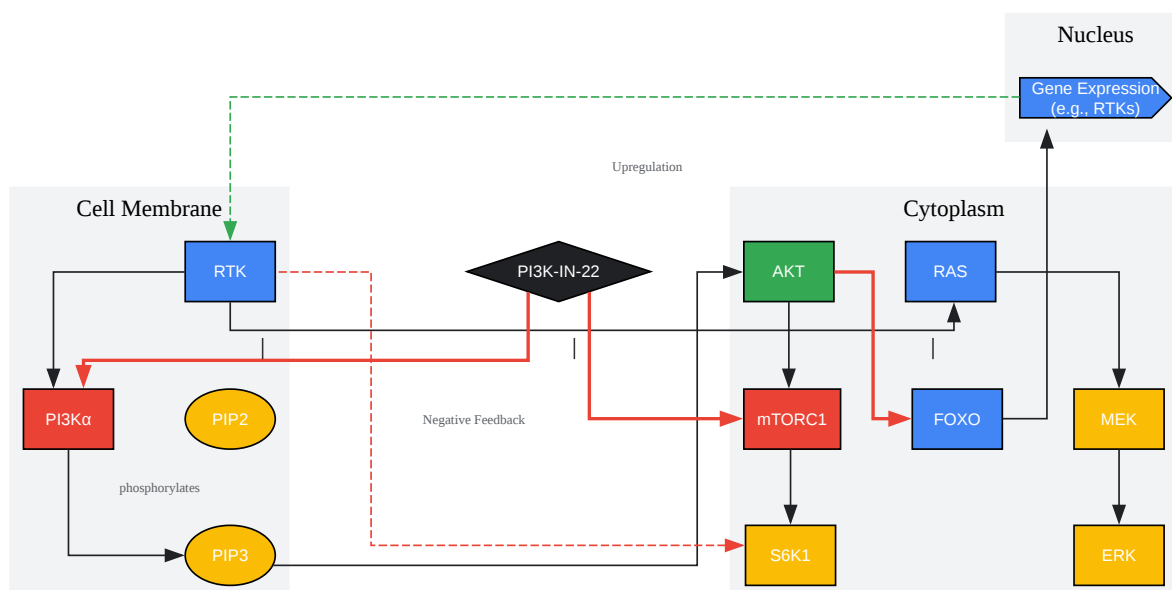 Nucleus
Gene Expression
(e.g., RTKs)
Upregulation
Cell Membrane
Cytoplasm
RTK
PI3K-IN-22
AKT
RAS
PI3Kα
PIP2
Negative Feedback
mTORC1
FOXO
MEK
phosphorylates
PIP3
S6K1
ERK